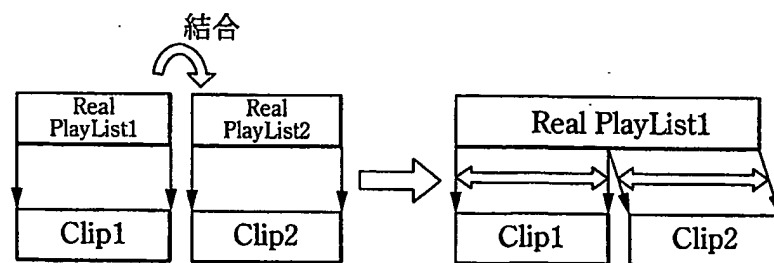 結合
Real
PlayList1
Real
PlayList2
Real PlayList1
Clip1
Clip2
Clip1
Clip2